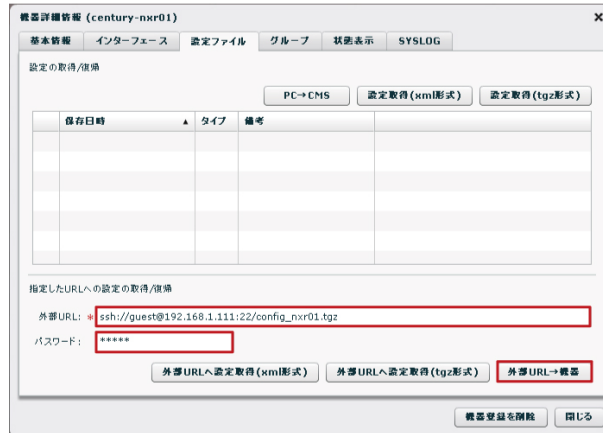 機器詳細情報 (century-nxr01) ×
基本情報 インターフェース 設定ファイル グループ 状態表示 SYSLOG
設定の取得/復帰
PC→CMS 設定取得(xml形式) 設定取得(tgz形式)
保存日時 ▲ タイプ 備考
指定したURLへの設定の取得/復帰
外部URL: * ssh://guest@192.168.1.111:22/config_nxr01.tgz
パスワード: *****
外部URLへ設定取得(xml形式) 外部URLへ設定取得(tgz形式) 外部URL→機器
機器登録を削除 閉じる